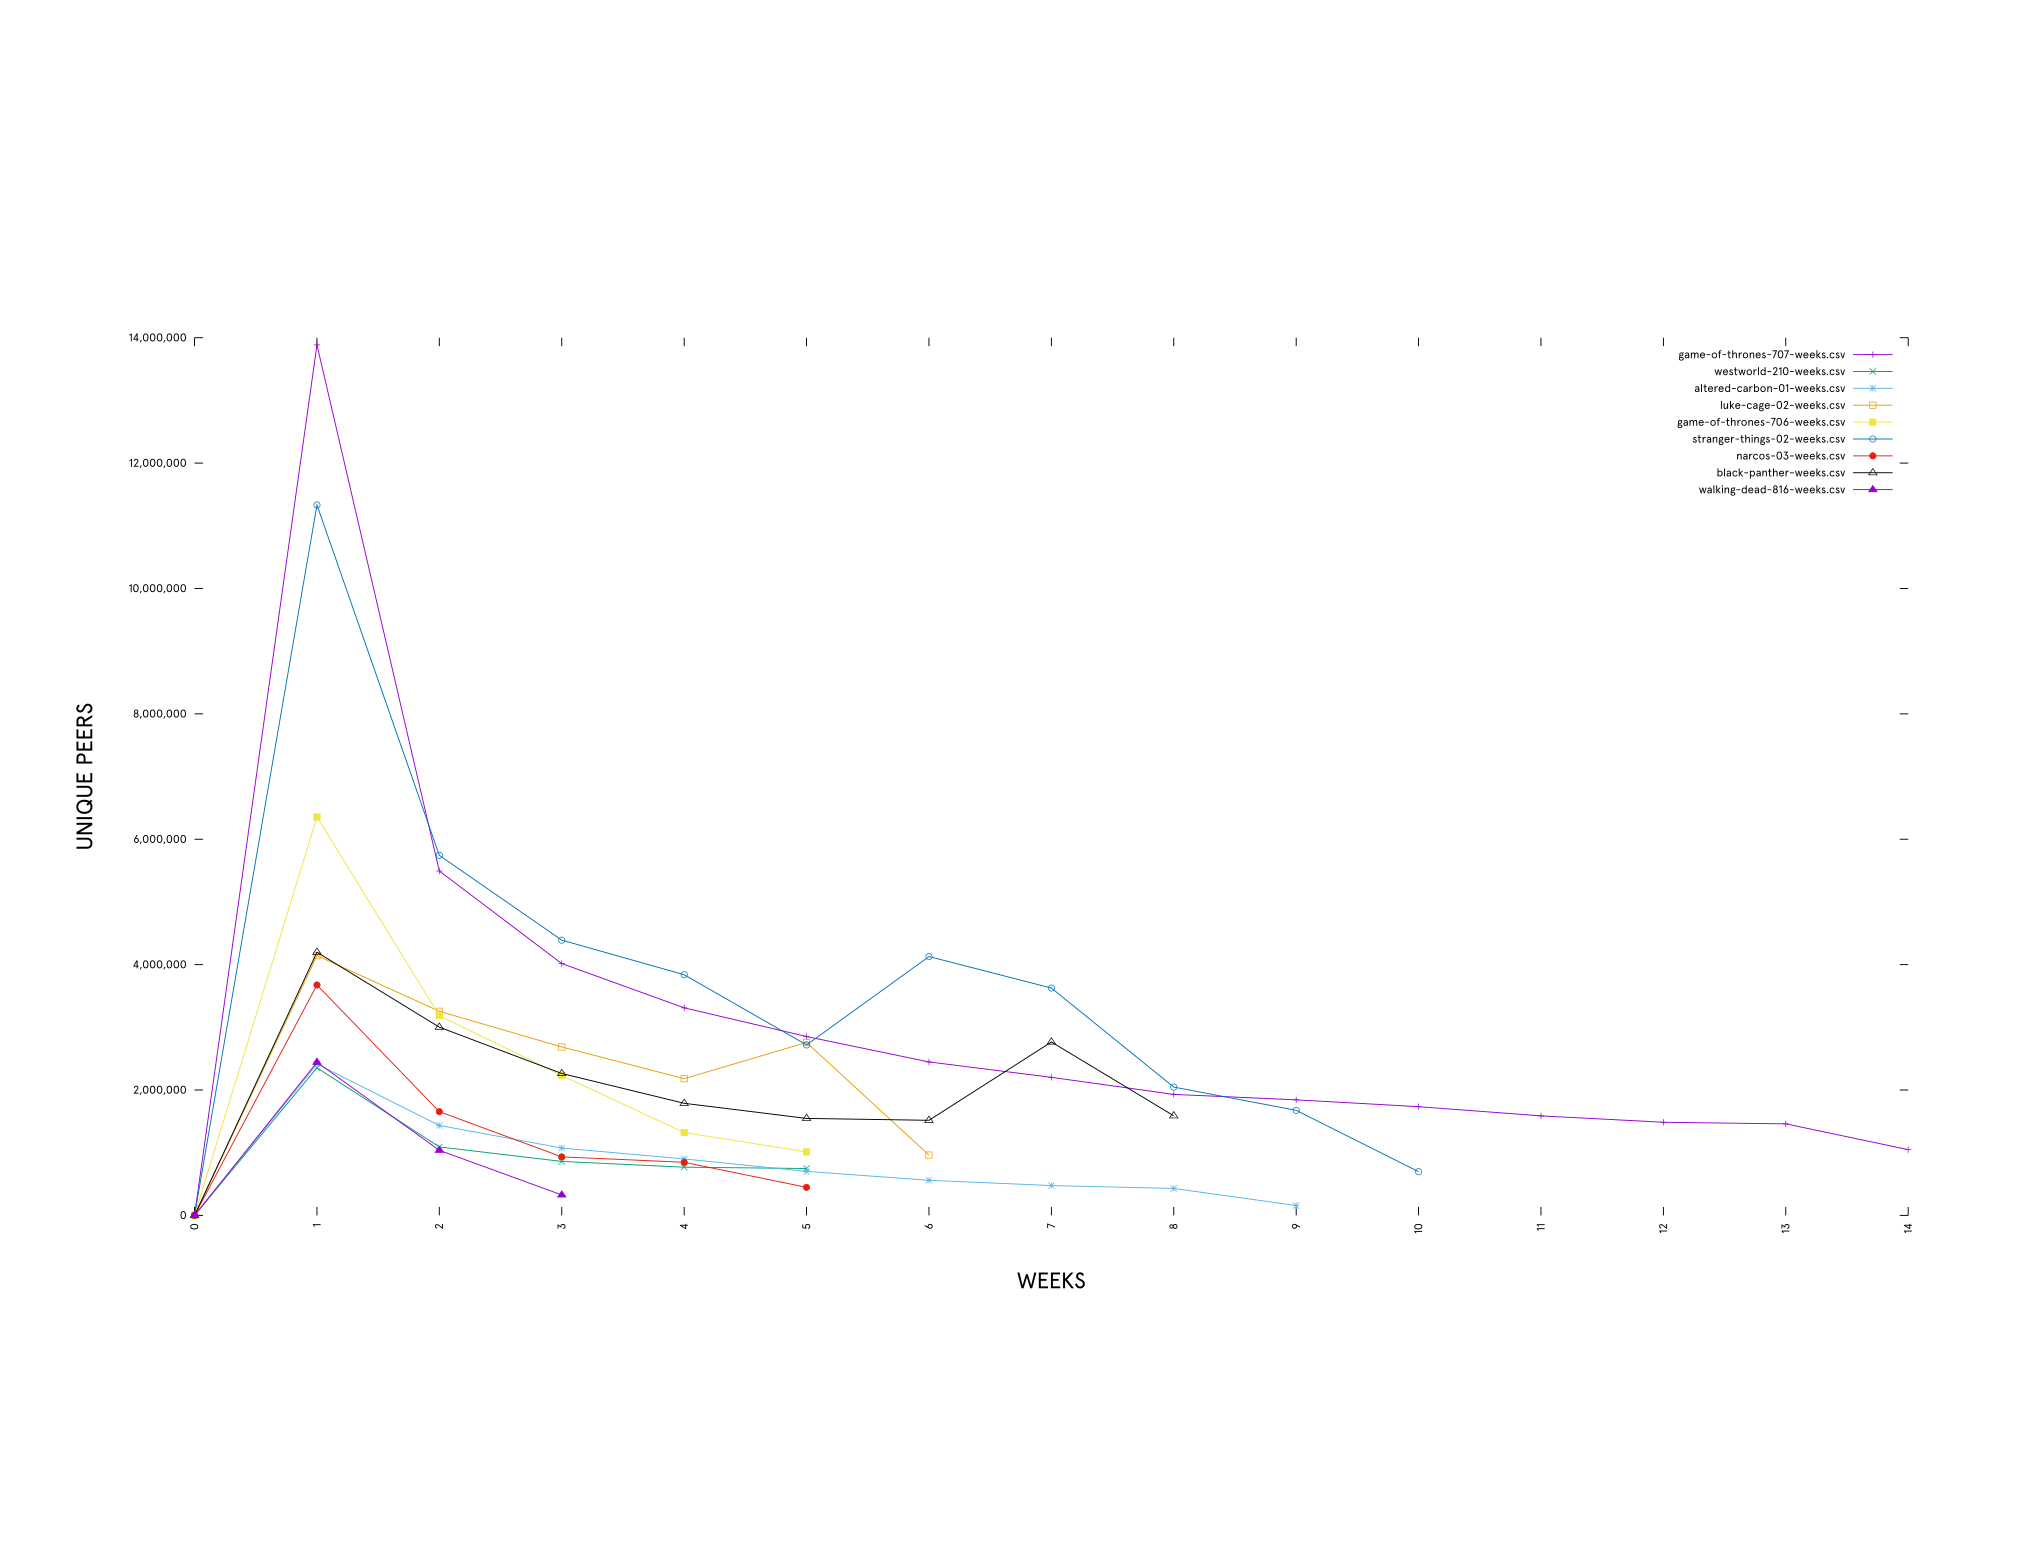 14,000,000
12,000,000
10,000,000
8,000,000
6,000,000
4,000,000
2,000,000
0
UNIQUE PEERS
game-of-thrones-707-weeks.csv
westworld-210-weeks.csv
altered-carbon-01-weeks.csv
luke-cage-02-weeks.csv
game-of-thrones-706-weeks.csv
stranger-things-02-weeks.csv
narcos-03-weeks.csv
black-panther-weeks.csv
walking-dead-816-weeks.csv
0 1 2 3 4 5 6 7 8 9 10 11 12 13 14
WEEKS